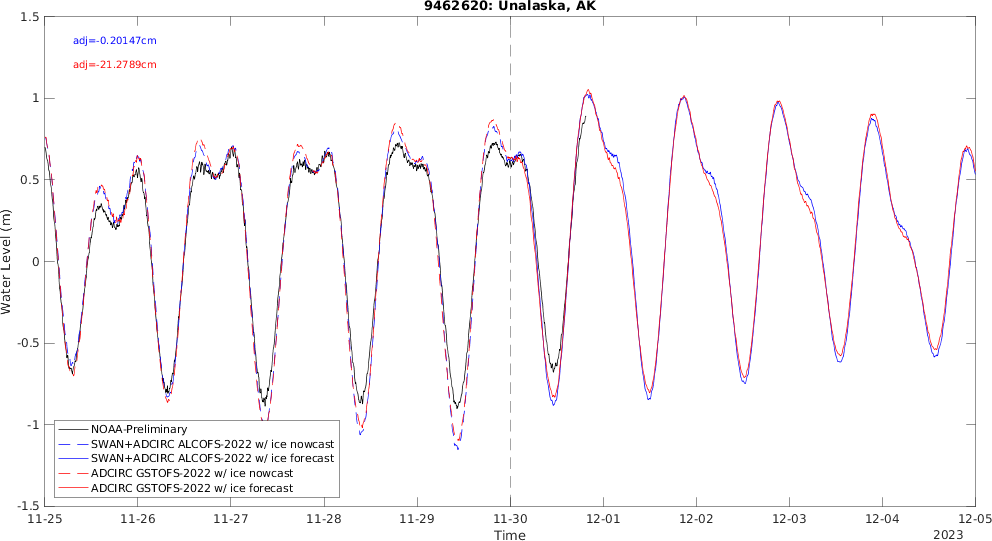 9462620: Unalaska, AK
adj=-0.20147cm
adj=-21.2789cm
Water Level (m)
1.5
1
0.5
0
-0.5
-1
-1.5
NOAA-Preliminary
SWAN+ADCIRC ALCOFS-2022 w/ ice nowcast
SWAN+ADCIRC ALCOFS-2022 w/ ice forecast
ADCIRC GSTOFS-2022 w/ ice nowcast
ADCIRC GSTOFS-2022 w/ ice forecast
11-25 11-26 11-27 11-28 11-29 11-30 12-01 12-02 12-03 12-04 12-05
Time
2023